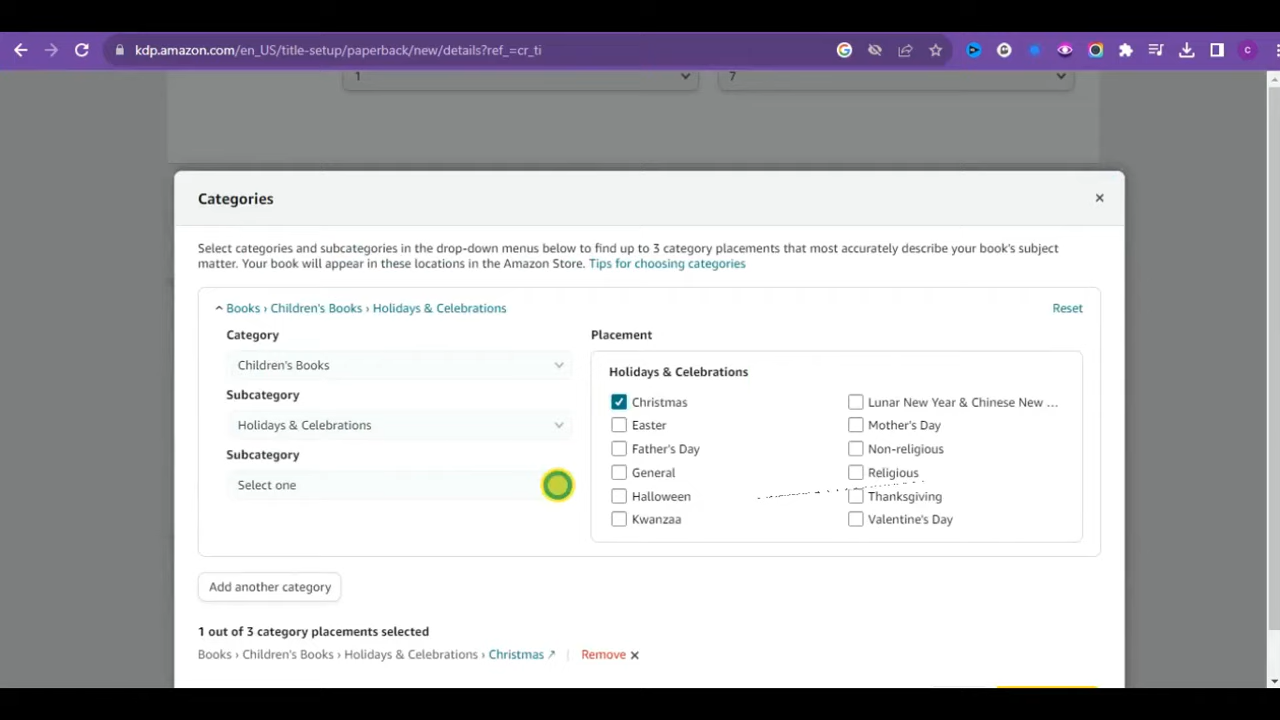 kdp.amazon.com/en_US/title-setup/paperback/new/details?ref_=cr_ti
1
7
Categories
Select categories and subcategories in the drop-down menus below to find up to 3 category placements that most accurately describe your book's subject
matter. Your book will appear in these locations in the Amazon Store. Tips for choosing categories
Books › Children's Books › Holidays & Celebrations
Reset
Category
Children's Books
Subcategory
Holidays & Celebrations
Subcategory
Select one
Placement
Holidays & Celebrations
Christmas
Easter
Father's Day
General
Halloween
Kwanzaa
Lunar New Year & Chinese New ...
Mother's Day
Non-religious
Religious
Thanksgiving
Valentine's Day
Add another category
1 out of 3 category placements selected
Books › Children's Books › Holidays & Celebrations › Christmas
Remove